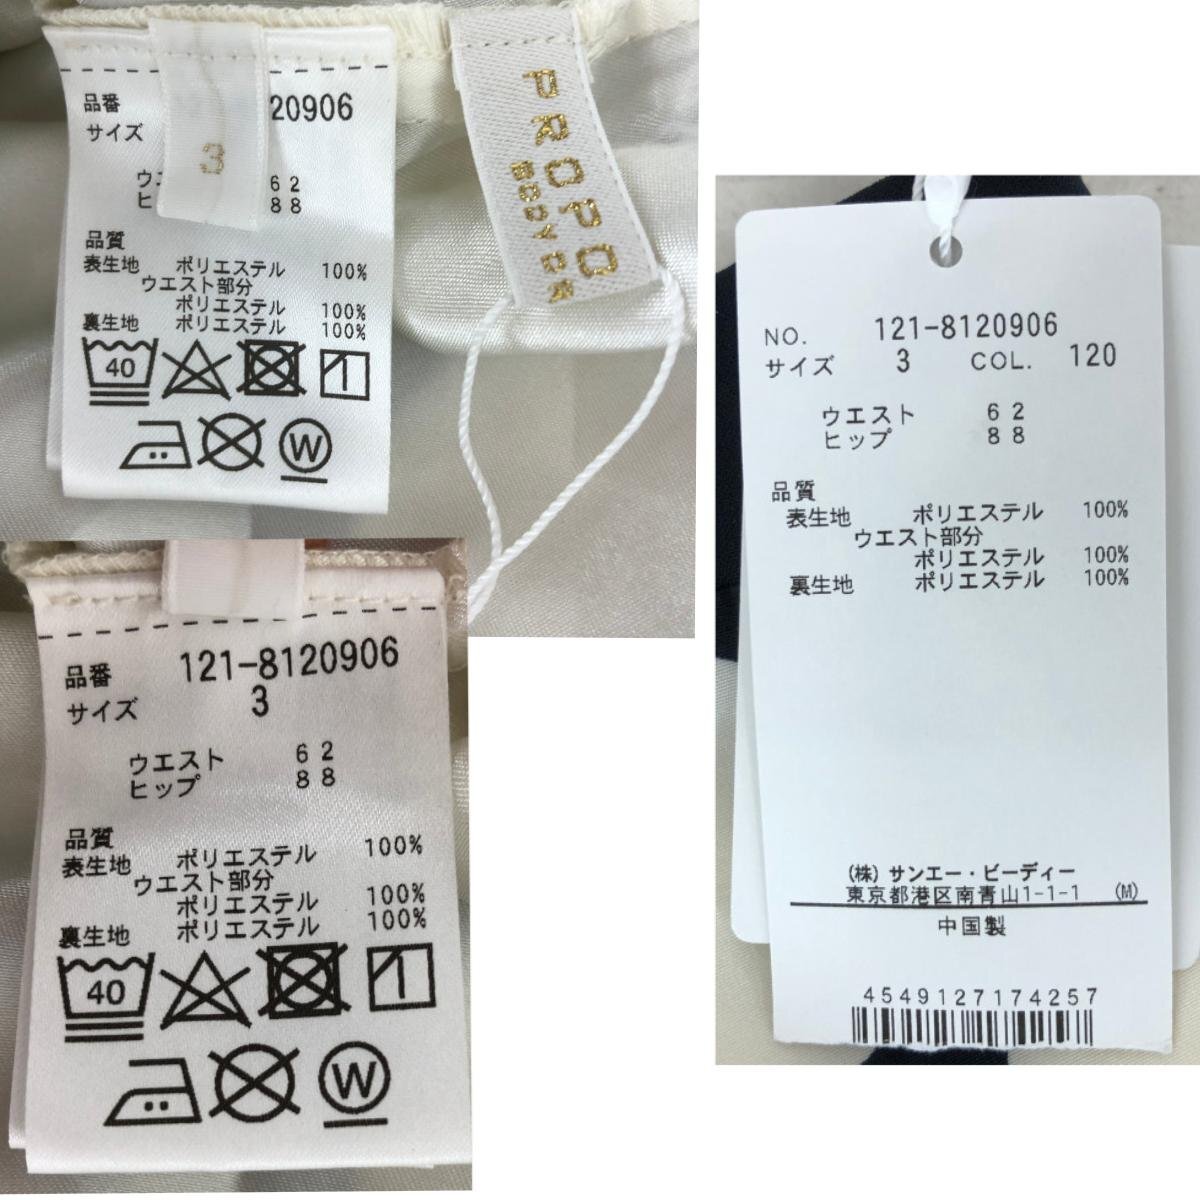 品番 20906
サイズ
3
62
ヒ 88
品質
表生地 ポリエステル 100%
ウエスト部分
ポリエステル 100%
裏生地 ポリエステル 100%
40
W
PROPO
BODY DR
品番 121-8120906
サイズ 3
ウエスト 62
ヒップ 88
品質
表生地 ポリエステル 100%
ウエスト部分
ポリエステル 100%
裏生地 ポリエステル 100%
40
W
NO. 121-8120906
サイズ 3 COL. 120
ウエスト 62
ヒップ 88
品質
表生地 ポリエステル 100%
ウエスト部分
ポリエステル 100%
裏生地 ポリエステル 100%
(株) サンエー・ビーディー
東京都港区南青山1-1-1 (M)
中国製
4549127174257